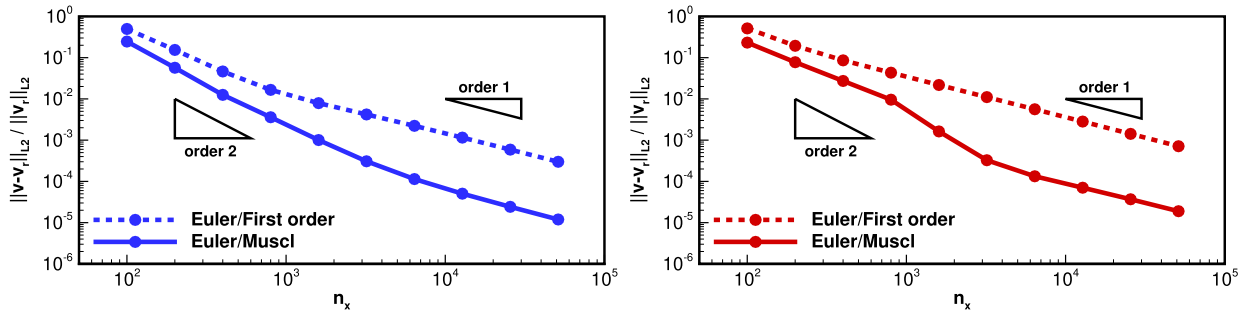 ||v-v_r||_L2 / ||v_r||_L2
10^0
10^-1
10^-2
10^-3
10^-4
10^-5
10^-6
order 1
order 2
Euler/First order
Euler/Muscl
10^2
10^3
10^4
10^5
n_x
||v-v_r||_L2 / ||v_r||_L2
10^0
10^-1
10^-2
10^-3
10^-4
10^-5
10^-6
order 1
order 2
Euler/First order
Euler/Muscl
10^2
10^3
10^4
10^5
n_x